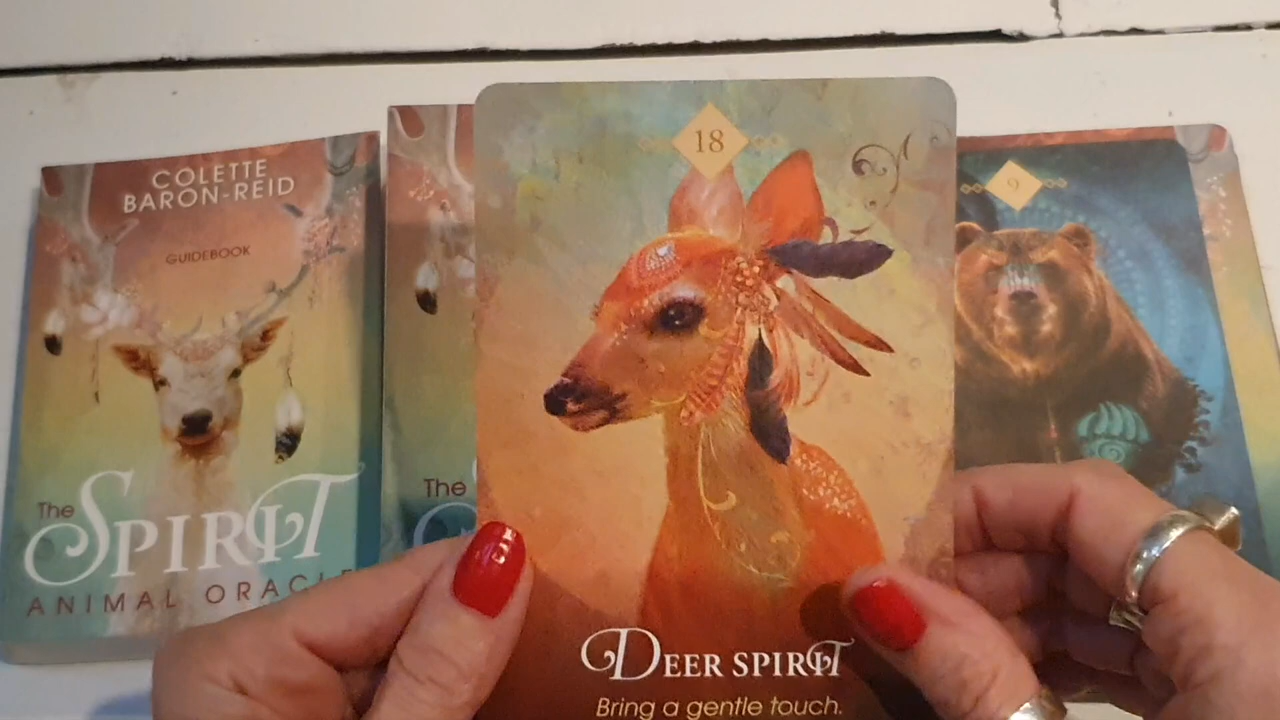 COLETTE
BARON-REID
GUIDEBOOK
The
SPIRIT
ANIMAL ORACLE
The
18
DEER SPIRIT
Bring a gentle touch.
9